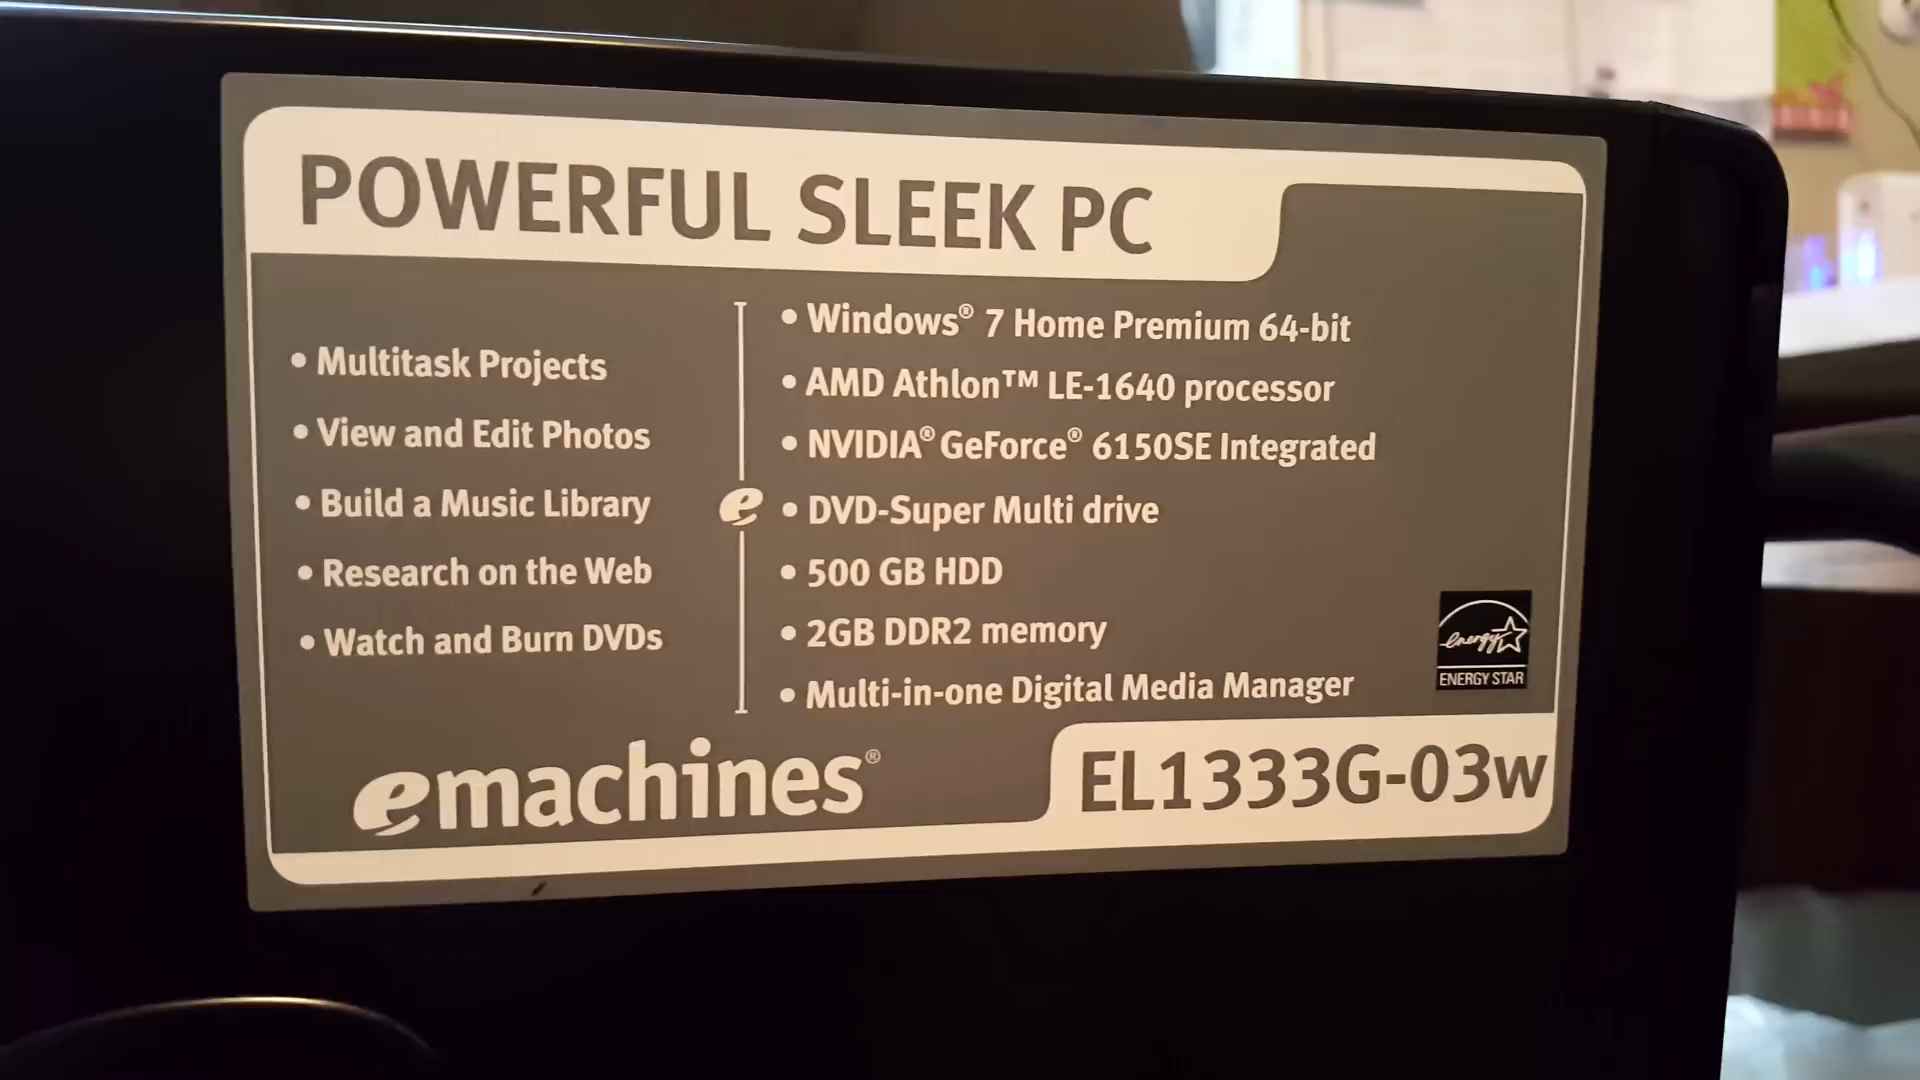 POWERFUL SLEEK PC
• Multitask Projects
• View and Edit Photos
• Build a Music Library
• Research on the Web
• Watch and Burn DVDs
e
• Windows® 7 Home Premium 64-bit
• AMD Athlon™ LE-1640 processor
• NVIDIA® GeForce® 6150SE Integrated
• DVD-Super Multi drive
• 500 GB HDD
• 2GB DDR2 memory
• Multi-in-one Digital Media Manager
energy
ENERGY STAR
emachines®
EL1333G-03w